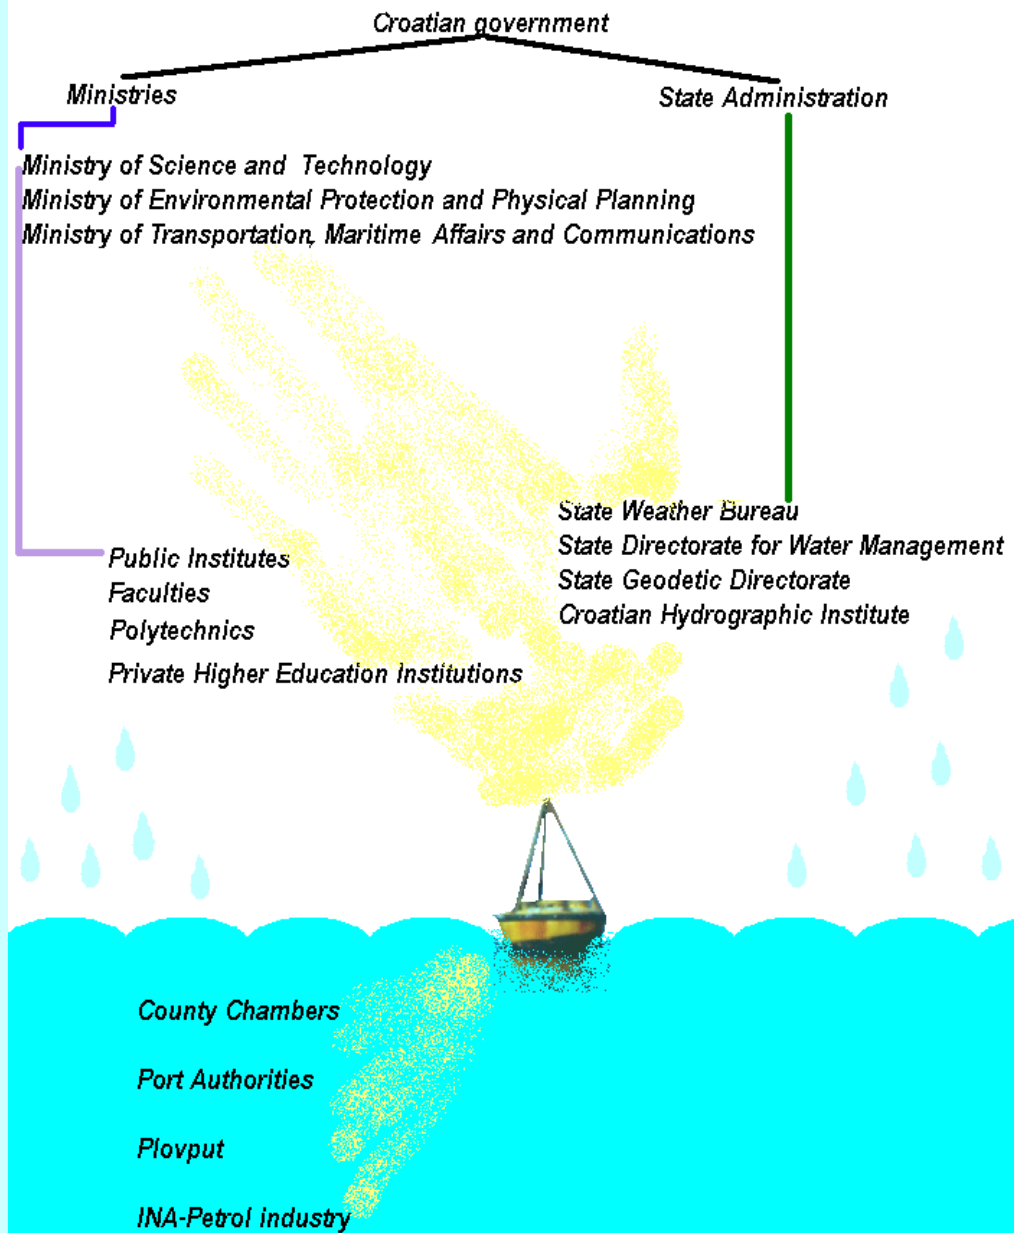 Croatian government
Ministries
State Administration
Ministry of Science and Technology
Ministry of Environmental Protection and Physical Planning
Ministry of Transportation, Maritime Affairs and Communications
State Weather Bureau
State Directorate for Water Management
State Geodetic Directorate
Croatian Hydrographic Institute
Public Institutes
Faculties
Polytechnics
Private Higher Education Institutions
County Chambers
Port Authorities
Plovput
INA-Petrol industry